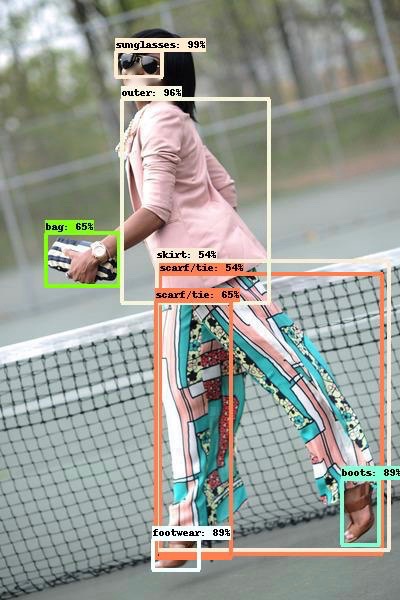 sunglasses: 99%
outer: 96%
bag: 65%
skirt: 54%
scarf/tie: 54%
scarf/tie: 65%
boots: 89%
footwear: 89%